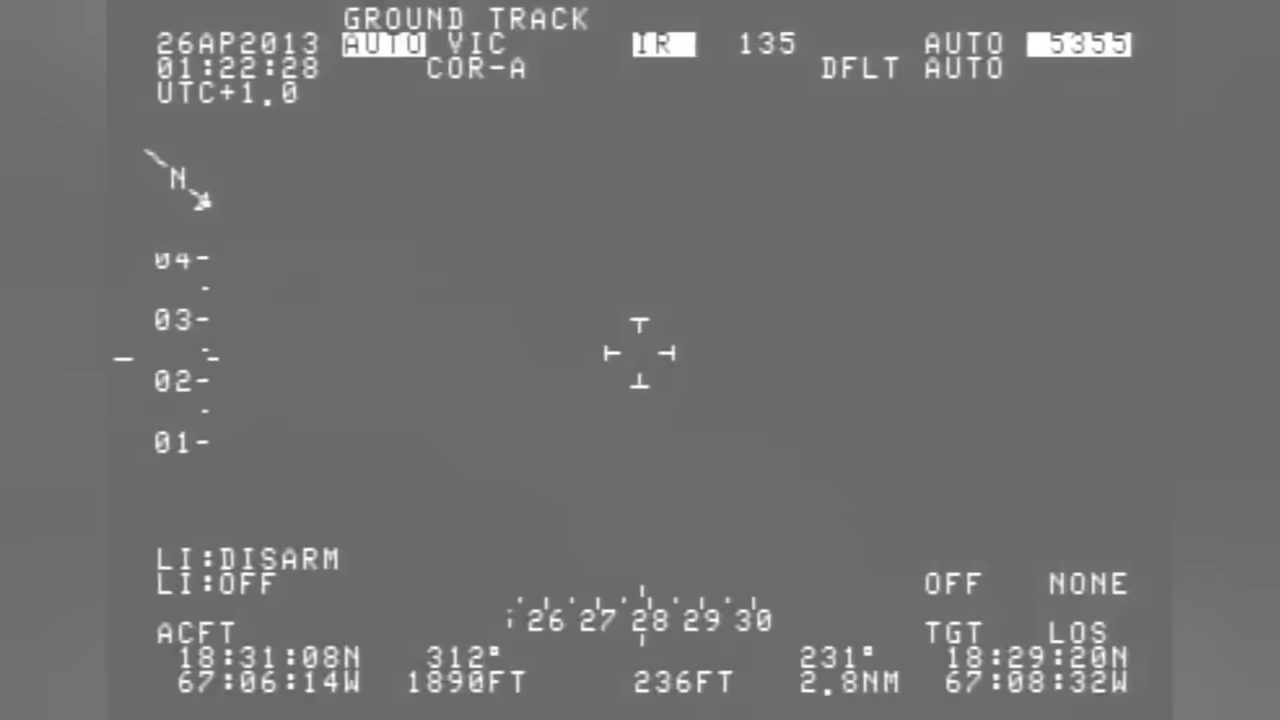 GROUND TRACK
26AP2013 AUTO VIC IR 135 AUTO 5355
01:22:28 COR-A DFLT AUTO
UTC+1.0
N
04-
03-
02-
01-
LI:DISARM
LI:OFF OFF NONE
26 27 28 29 30
ACFT TGT LOS
18:31:08N 312° 231° 18:29:20N
67:06:14W 1890FT 236FT 2.8NM 67:08:32W